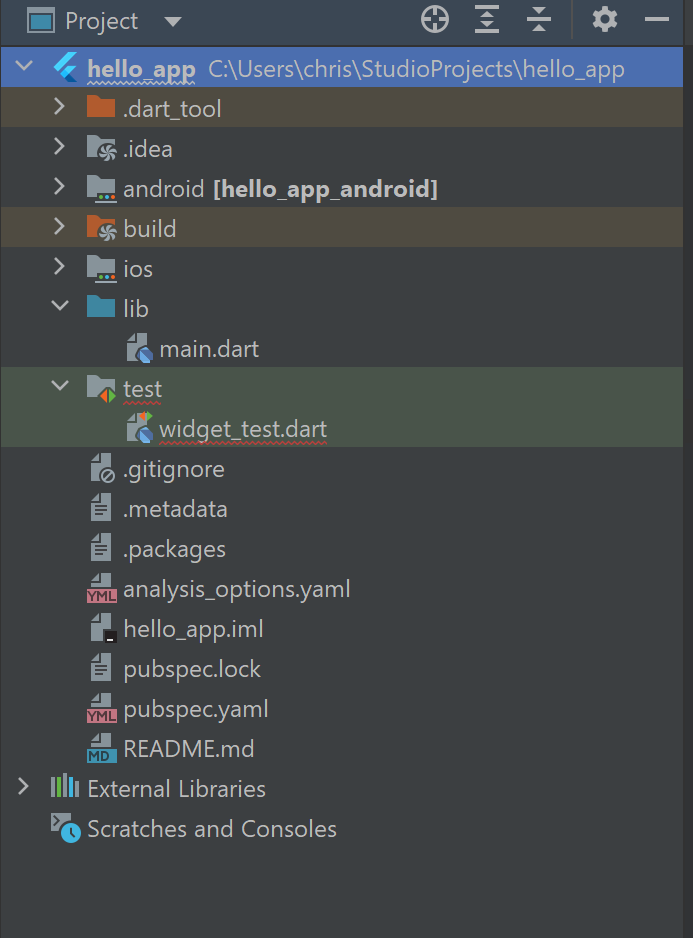 Project
hello_app C:\Users\chris\StudioProjects\hello_app
.dart_tool
.idea
android [hello_app_android]
build
ios
lib
main.dart
test
widget_test.dart
.gitignore
.metadata
.packages
YML analysis_options.yaml
hello_app.iml
pubspec.lock
YML pubspec.yaml
MD README.md
External Libraries
Scratches and Consoles